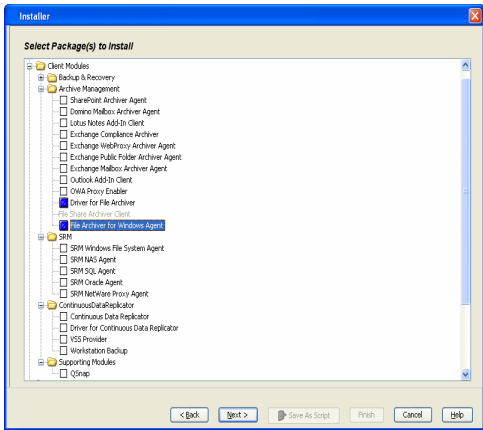 Installer
Select Package(s) to Install
Client Modules
Backup & Recovery
Archive Management
SharePoint Archiver Agent
Domino Mailbox Archiver Agent
Lotus Notes Add-In Client
Exchange Compliance Archiver
Exchange WebProxy Archiver Agent
Exchange Public Folder Archiver Agent
Exchange Mailbox Archiver Agent
Outlook Add-In Client
OWA Proxy Enabler
Driver for File Archiver
File Share Archiver Client
File Archiver for Windows Agent
SRM
SRM Windows File System Agent
SRM NAS Agent
SRM SQL Agent
SRM Oracle Agent
SRM NetWare Proxy Agent
ContinuousDataReplicator
Continuous Data Replicator
Driver for Continuous Data Replicator
VSS Provider
Workstation Backup
Supporting Modules
QSnap
< Back Next > Save As Script Finish Cancel Help